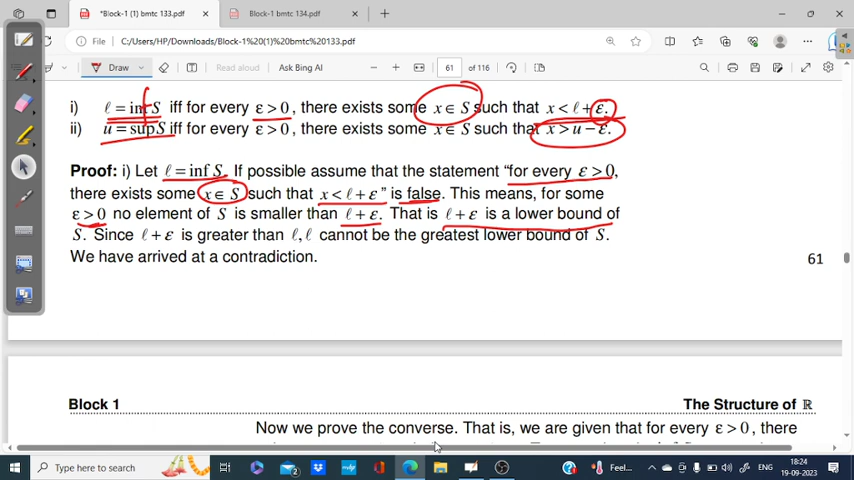 *Block-1 (1) bmtc 133.pdf
Block-1 bmtc 134.pdf
File C:/Users/HP/Downloads/Block-1%20(1)%20bmtc%20133.pdf
Draw Read aloud Ask Bing AI 61 of 116
i) ℓ = inf S iff for every ε > 0, there exists some x ∈ S such that x < ℓ + ε.
ii) u = sup S iff for every ε > 0, there exists some x ∈ S such that x > u − ε.
Proof: i) Let ℓ = inf S. If possible assume that the statement “for every ε > 0,
there exists some x ∈ S such that x < ℓ + ε” is false. This means, for some
ε > 0 no element of S is smaller than ℓ + ε. That is ℓ + ε is a lower bound of
S. Since ℓ + ε is greater than ℓ, ℓ cannot be the greatest lower bound of S.
We have arrived at a contradiction.
61
Block 1 The Structure of ℝ
Now we prove the converse. That is, we are given that for every ε > 0, there
Type here to search
Feel... ENG 18:24
19-09-2023